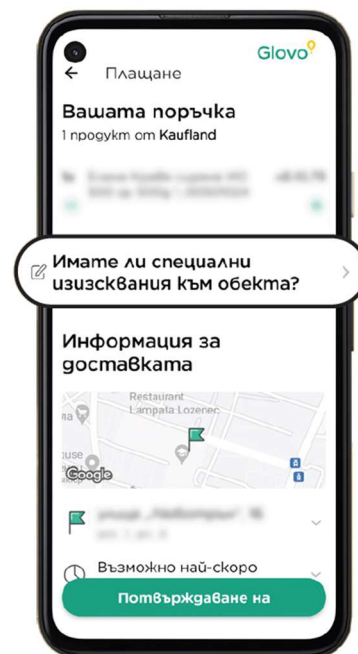 Glovo
Плащане
Вашата поръчка
1 продукт от Kaufland
Имате ли специални
изизсквания към обекта?
Информация за
доставката
Restaurant
Lampata Lozenec
Google
Възможно най-скоро
Потвърждаване на